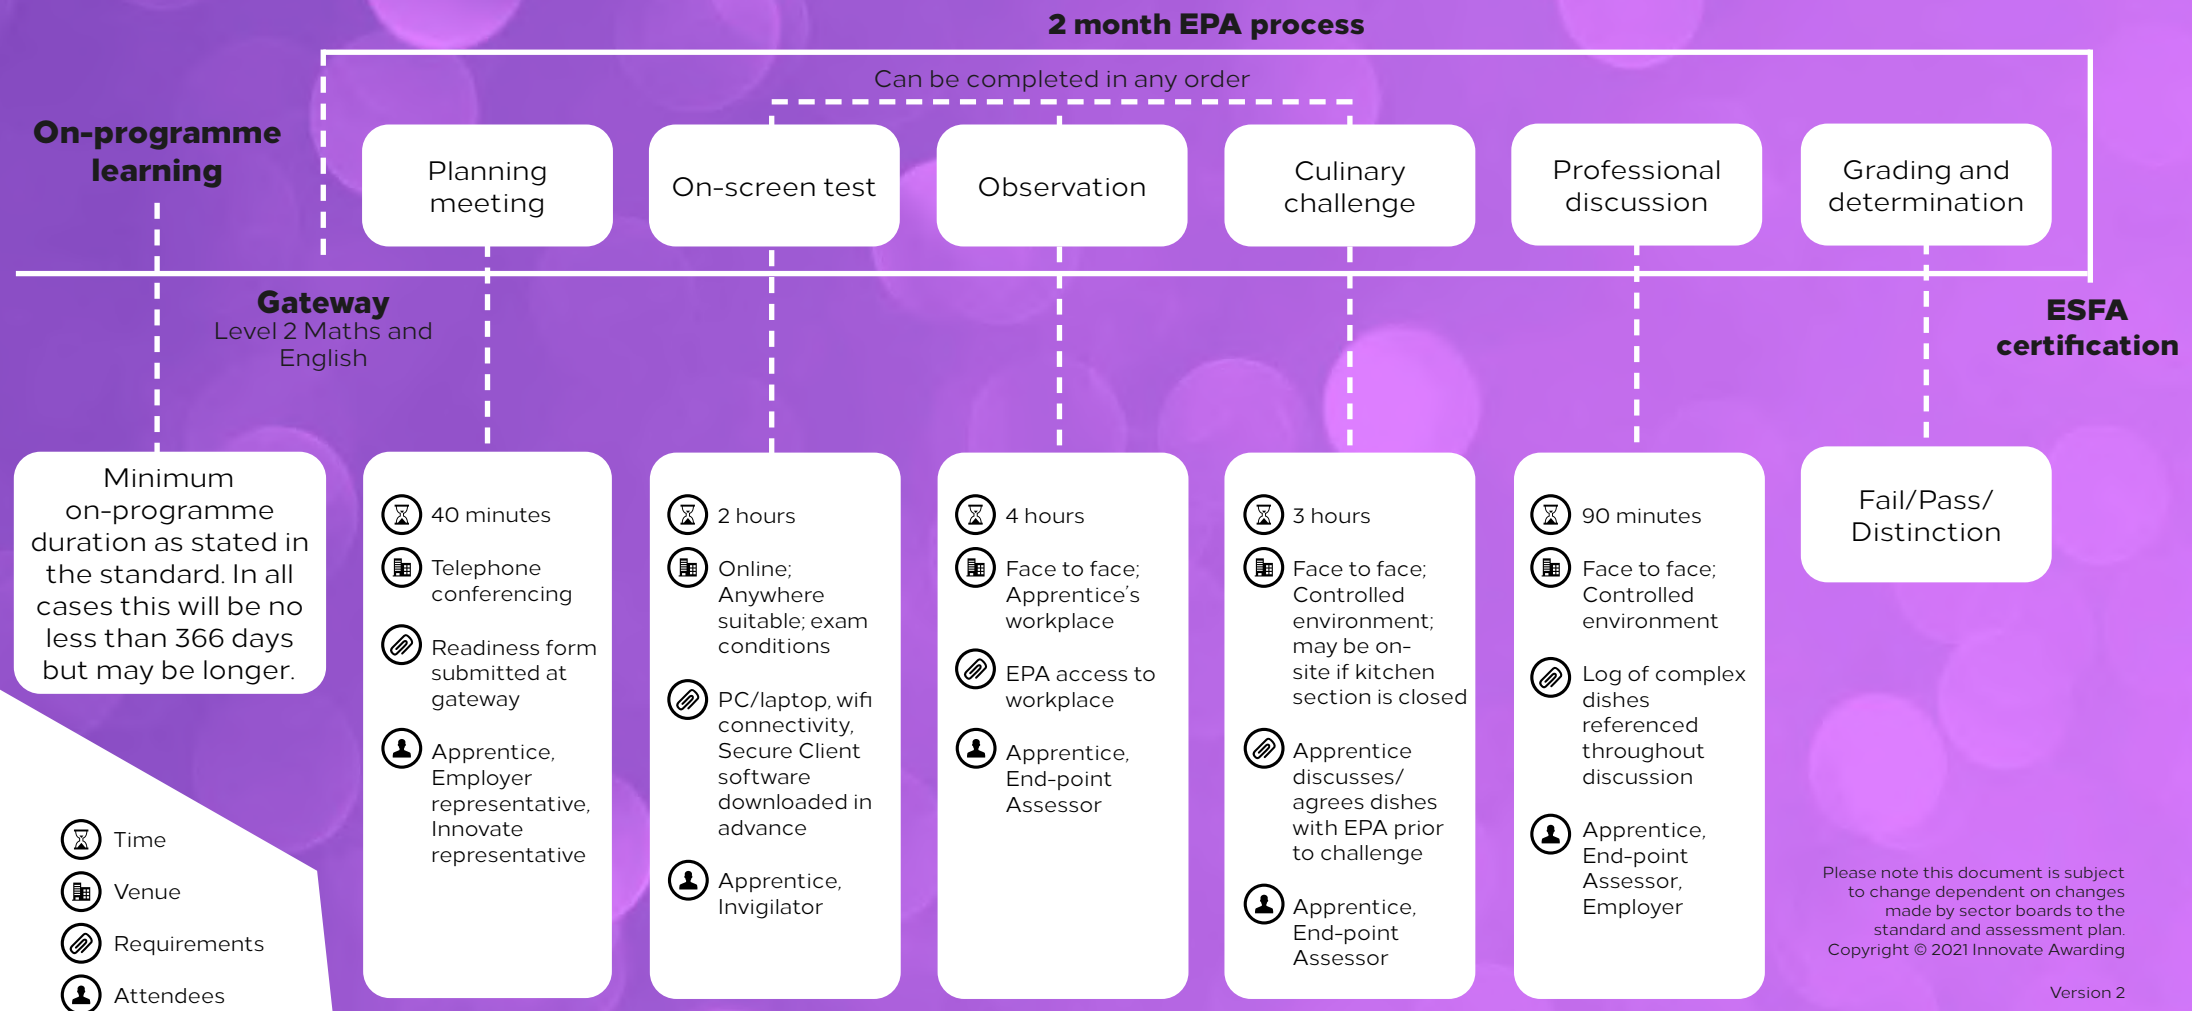 2 month EPA process
Can be completed in any order
On-programme
learning
Planning
meeting
On-screen test
Observation
Culinary
challenge
Professional
discussion
Grading and
determination
Gateway
Level 2 Maths and
English
ESFA
certification
Minimum
on-programme
duration as stated in
the standard. In all
cases this will be no
less than 366 days
but may be longer.
40 minutes
Telephone
conferencing
Readiness form
submitted at
gateway
Apprentice,
Employer
representative,
Innovate
representative
2 hours
Online;
Anywhere
suitable; exam
conditions
PC/laptop, wifi
connectivity,
Secure Client
software
downloaded in
advance
Apprentice,
Invigilator
4 hours
Face to face;
Apprentice's
workplace
EPA access to
workplace
Apprentice,
End-point
Assessor
3 hours
Face to face;
Controlled
environment;
may be on-
site if kitchen
section is closed
Apprentice
discusses/
agrees dishes
with EPA prior
to challenge
Apprentice,
End-point
Assessor
90 minutes
Face to face;
Controlled
environment
Log of complex
dishes
referenced
throughout
discussion
Apprentice,
End-point
Assessor,
Employer
Fail/Pass/
Distinction
Time
Venue
Requirements
Attendees
Please note this document is subject
to change dependent on changes
made by sector boards to the
standard and assessment plan.
Copyright © 2021 Innovate Awarding
Version 2